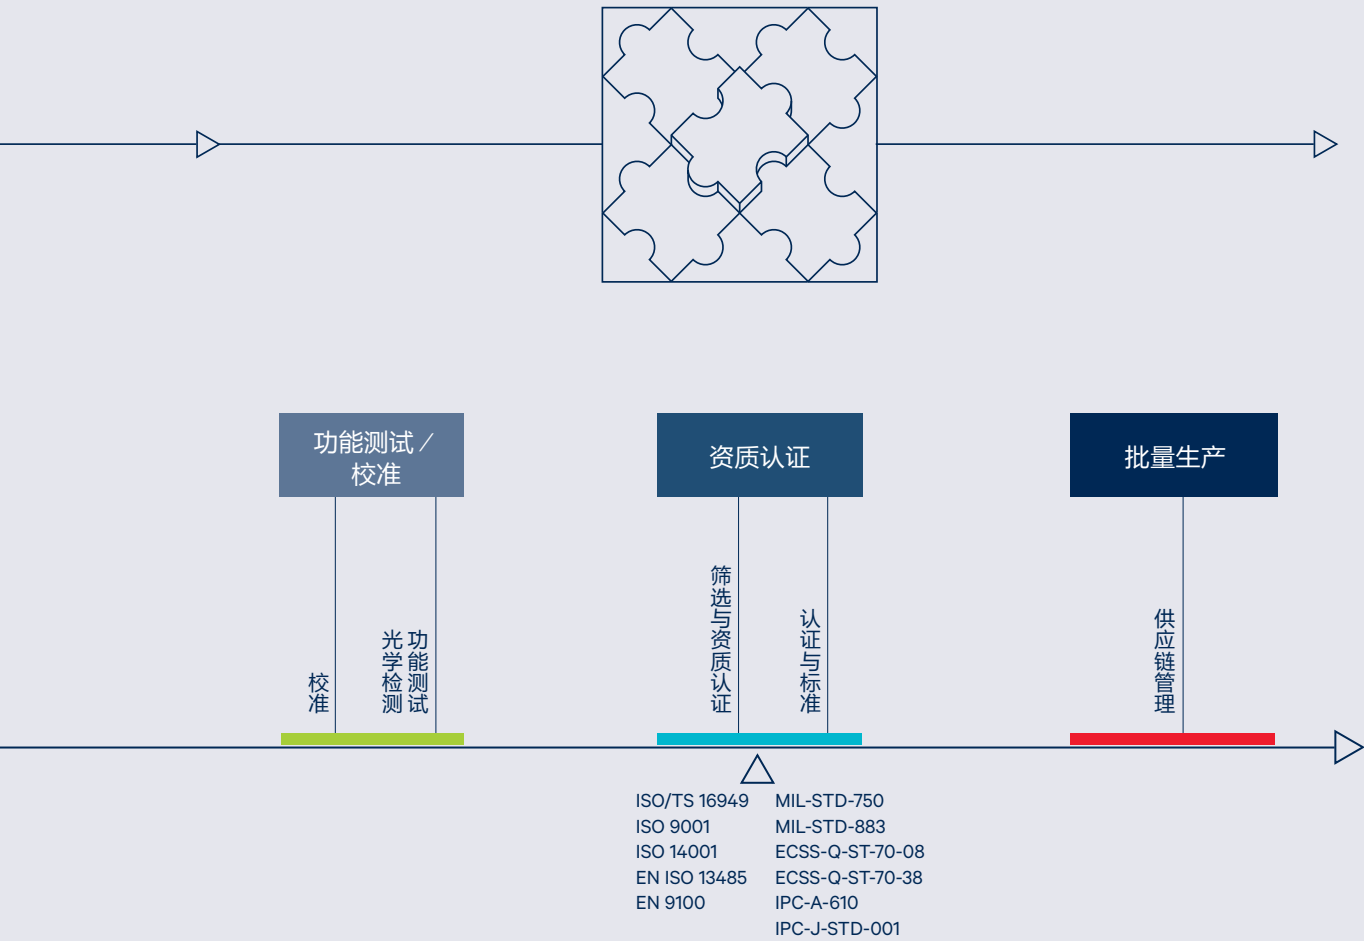 功能测试／
校准
资质认证
批量生产
校准
功能测试
光学检测
筛选与资质认证
认证与标准
供应链管理
ISO/TS 16949
ISO 9001
ISO 14001
EN ISO 13485
EN 9100
MIL-STD-750
MIL-STD-883
ECSS-Q-ST-70-08
ECSS-Q-ST-70-38
IPC-A-610
IPC-J-STD-001